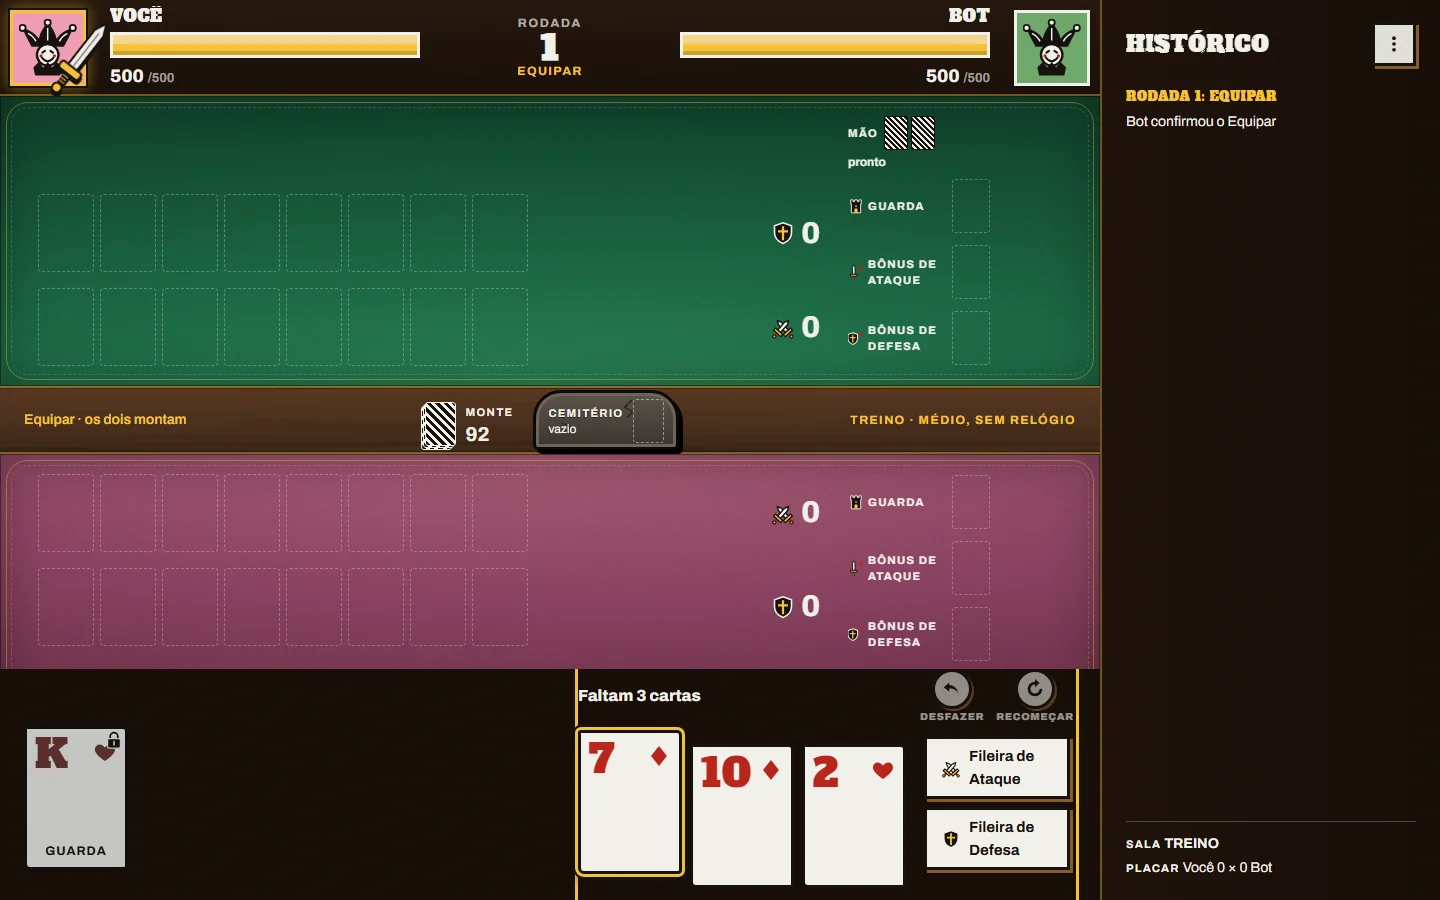 VOCÊ
500 /500
RODADA
1
EQUIPAR
BOT
500 /500
HISTÓRICO
RODADA 1: EQUIPAR
Bot confirmou o Equipar
MÃO
pronto
GUARDA
0
BÔNUS DE
ATAQUE
0
BÔNUS DE
DEFESA
Equipar · os dois montam
MONTE
92
CEMITÉRIO
vazio
TREINO · MÉDIO, SEM RELÓGIO
GUARDA
0
BÔNUS DE
ATAQUE
0
BÔNUS DE
DEFESA
Faltam 3 cartas
DESFAZER
RECOMEÇAR
K
GUARDA
7
10
2
Fileira de
Ataque
Fileira de
Defesa
SALA TREINO
PLACAR Você 0 × 0 Bot